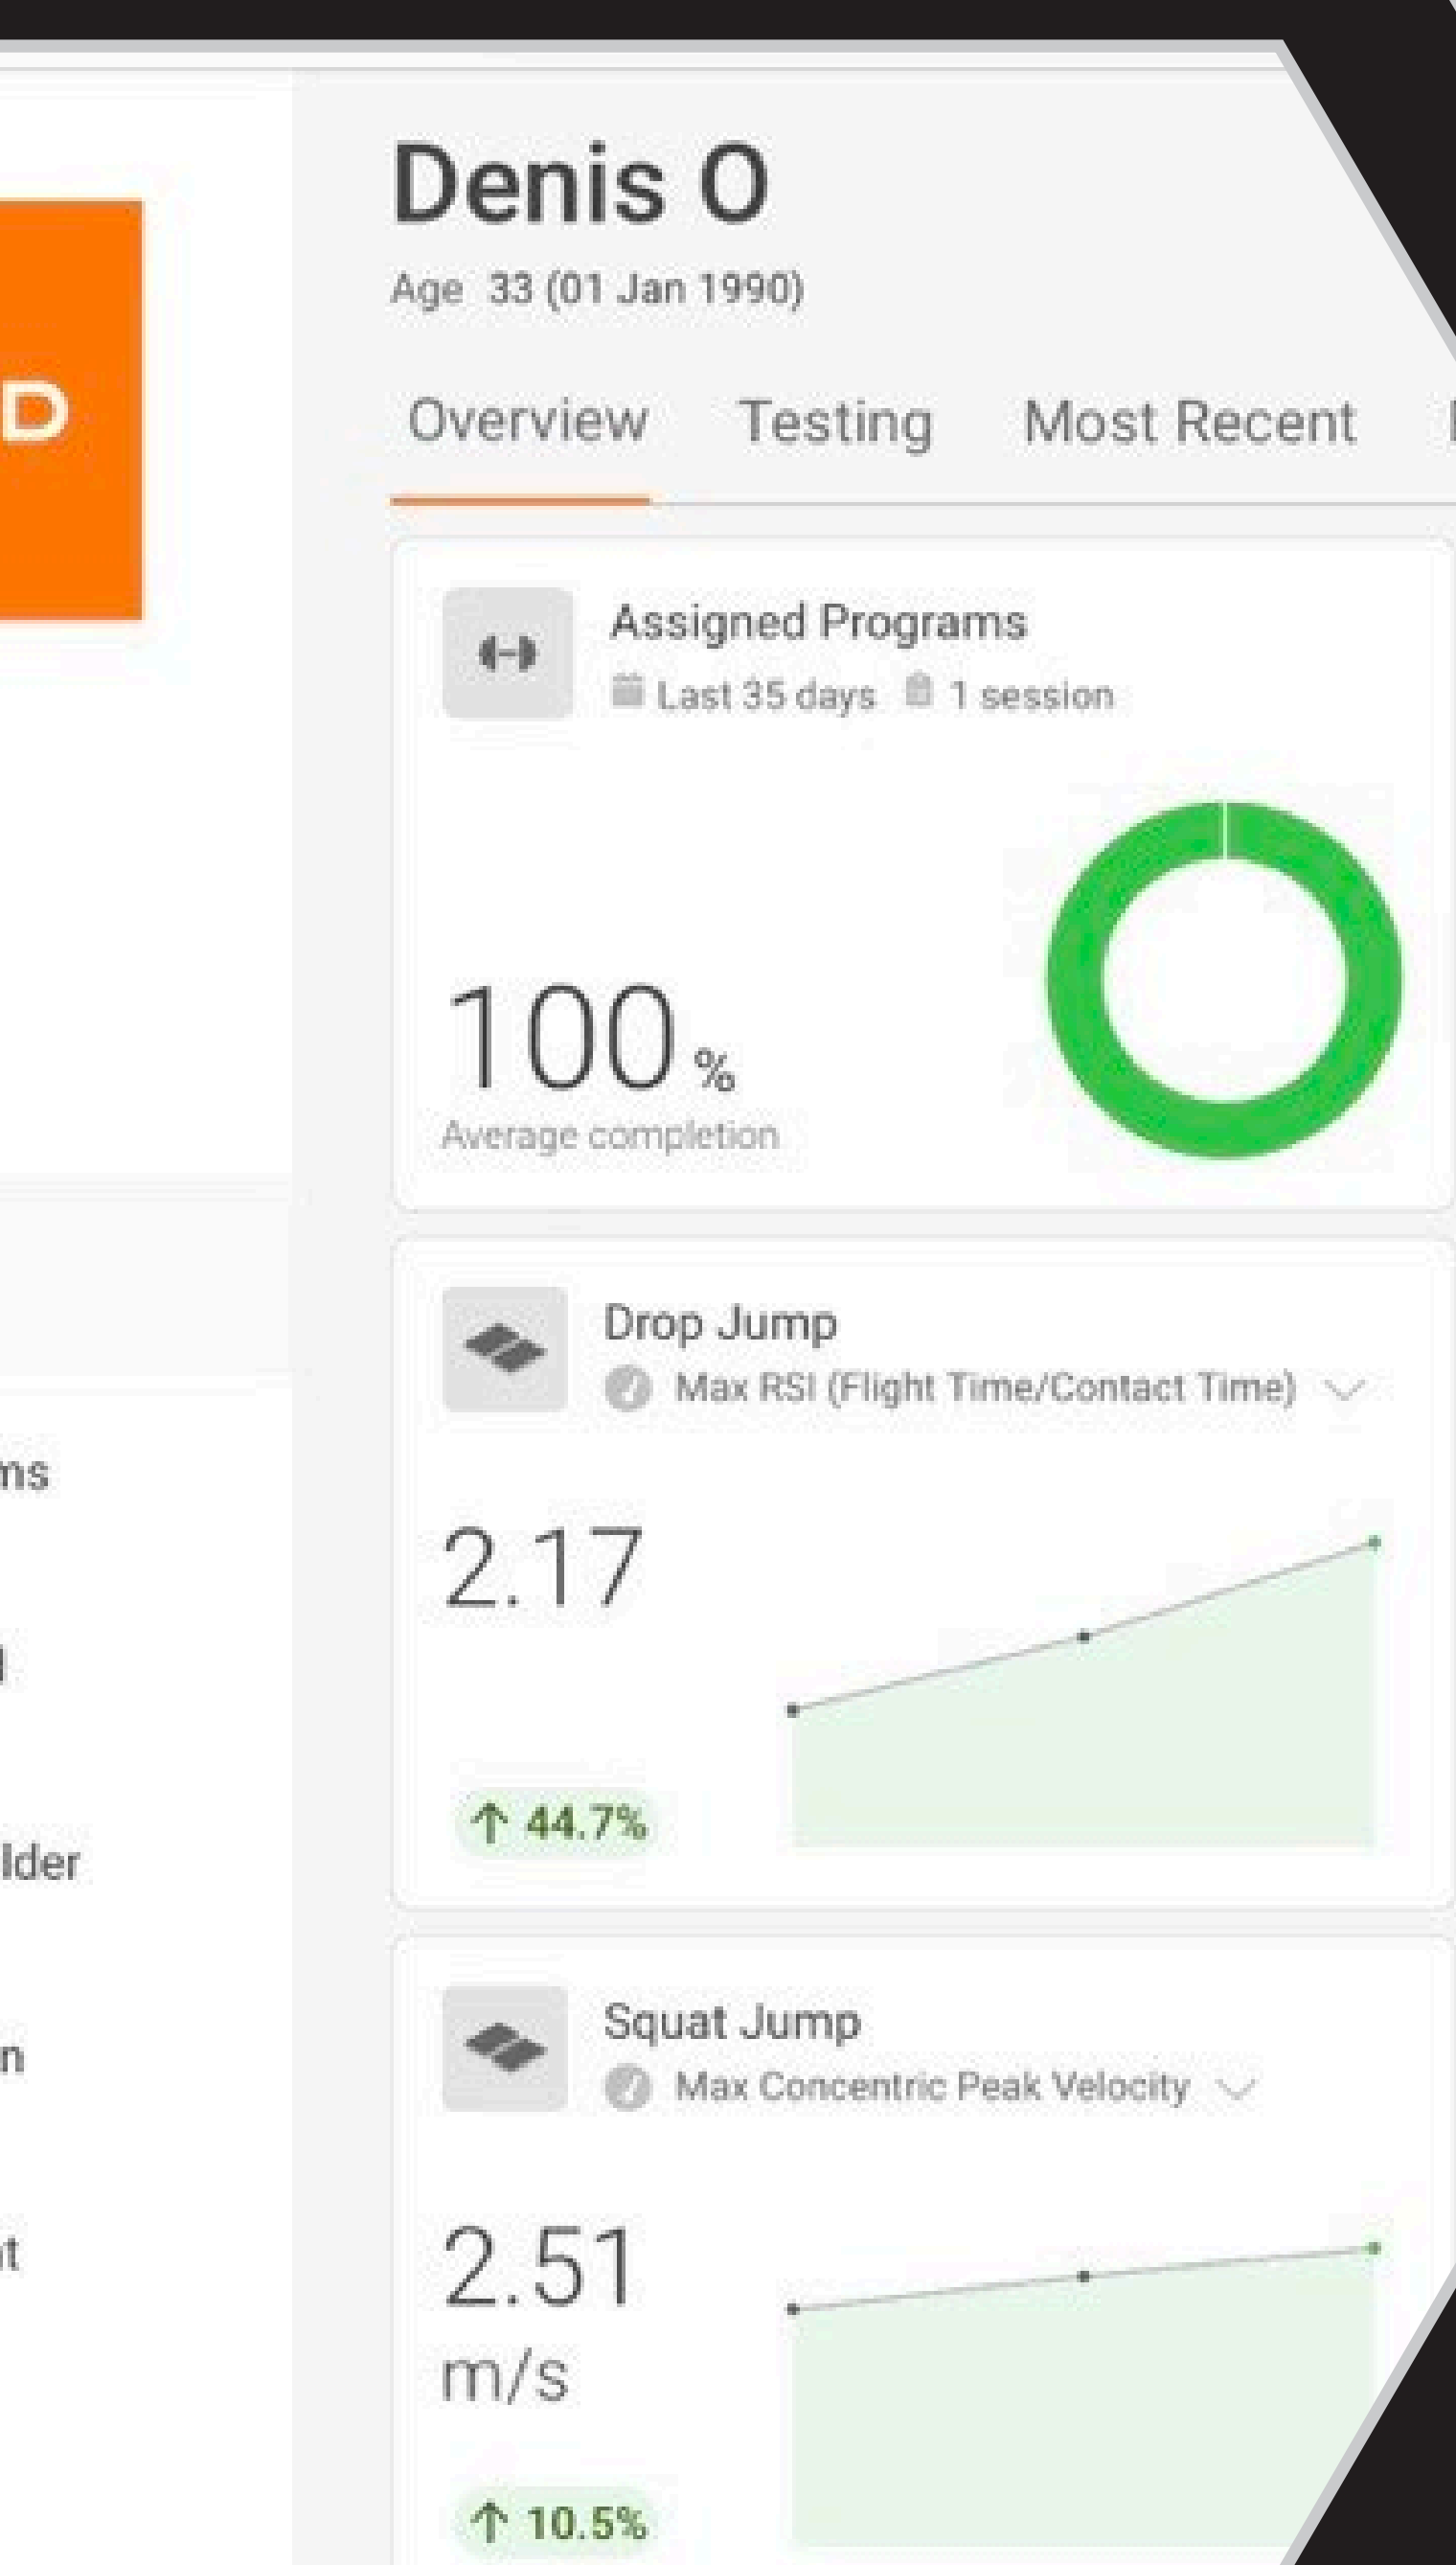 Denis O
Age 33 (01 Jan 1990)
D
Overview Testing Most Recent
Assigned Programs
Last 35 days 1 session
100 %
Average completion
Drop Jump
Max RSI (Flight Time/Contact Time)
ms
2.17
44.7%
lder
Squat Jump
n
Max Concentric Peak Velocity
2.51
m/s
10.5%